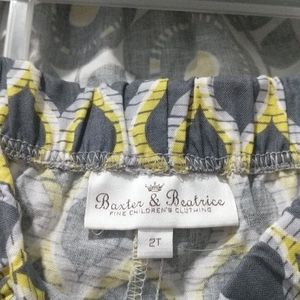 Baxter & Beatrice
FINE CHILDREN'S CLOTHING
2T